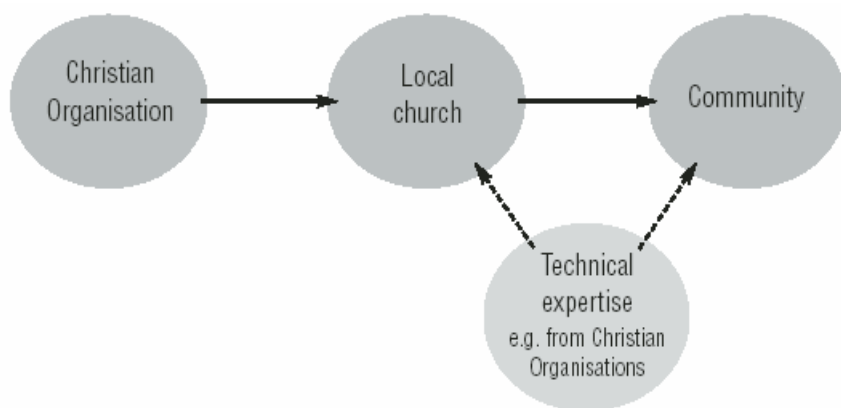 Christian
Organisation
Local
church
Community
Technical
expertise
e.g. from Christian
Organisations